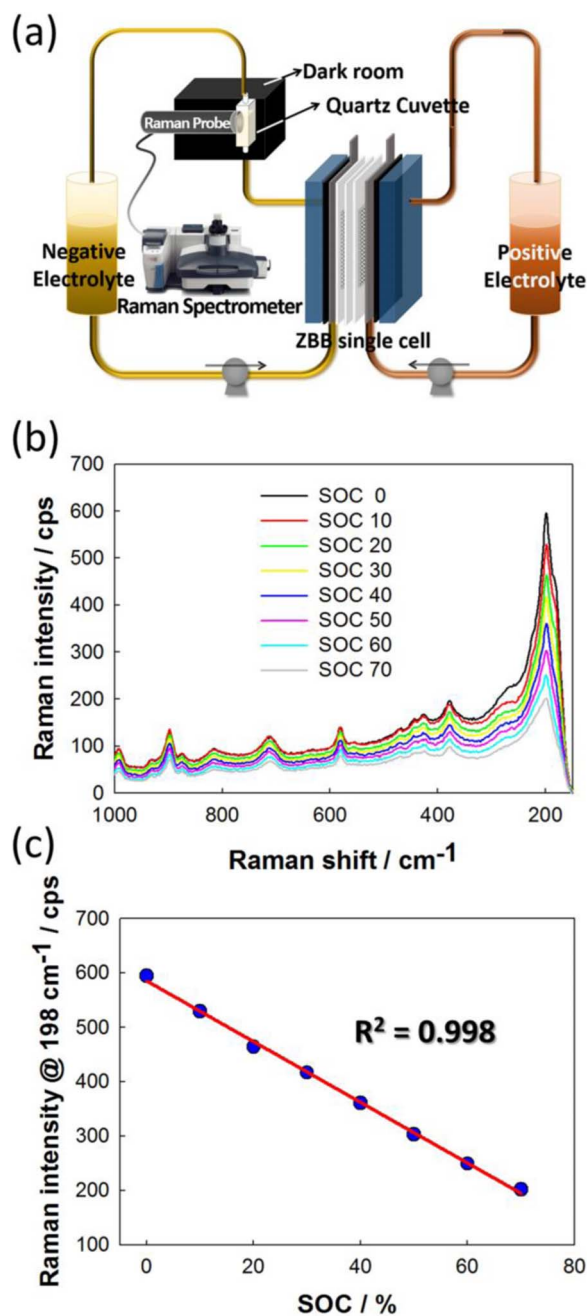 (a)
Dark room
Quartz Cuvette
Raman Probe
Negative
Electrolyte
Raman Spectrometer
ZBB single cell
Positive
Electrolyte
(b)
700
600
500
400
300
200
100
0
Raman intensity / cps
SOC 0
SOC 10
SOC 20
SOC 30
SOC 40
SOC 50
SOC 60
SOC 70
1000 800 600 400 200
Raman shift / cm-1
(c)
700
600
500
400
300
200
100
Raman intensity @ 198 cm-1 / cps
R² = 0.998
0 20 40 60 80
SOC / %